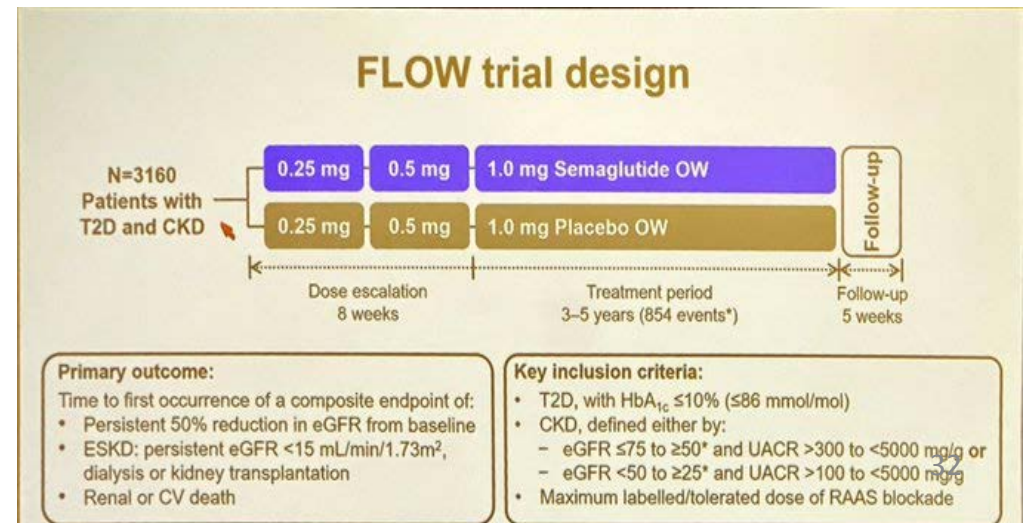 FLOW trial design
N=3160
Patients with
T2D and CKD
0.25 mg
0.5 mg
1.0 mg Semaglutide OW
0.25 mg
0.5 mg
1.0 mg Placebo OW
Follow-up
Dose escalation
8 weeks
Treatment period
3–5 years (854 events*)
Follow-up
5 weeks
Primary outcome:
Time to first occurrence of a composite endpoint of:
• Persistent 50% reduction in eGFR from baseline
• ESKD: persistent eGFR <15 mL/min/1.73m²,
dialysis or kidney transplantation
• Renal or CV death
Key inclusion criteria:
• T2D, with HbA1c ≤10% (≤86 mmol/mol)
• CKD, defined either by:
– eGFR ≤75 to ≥50* and UACR >300 to <5000 mg/g or
– eGFR <50 to ≥25* and UACR >100 to <5000 mg/g
• Maximum labelled/tolerated dose of RAAS blockade
32